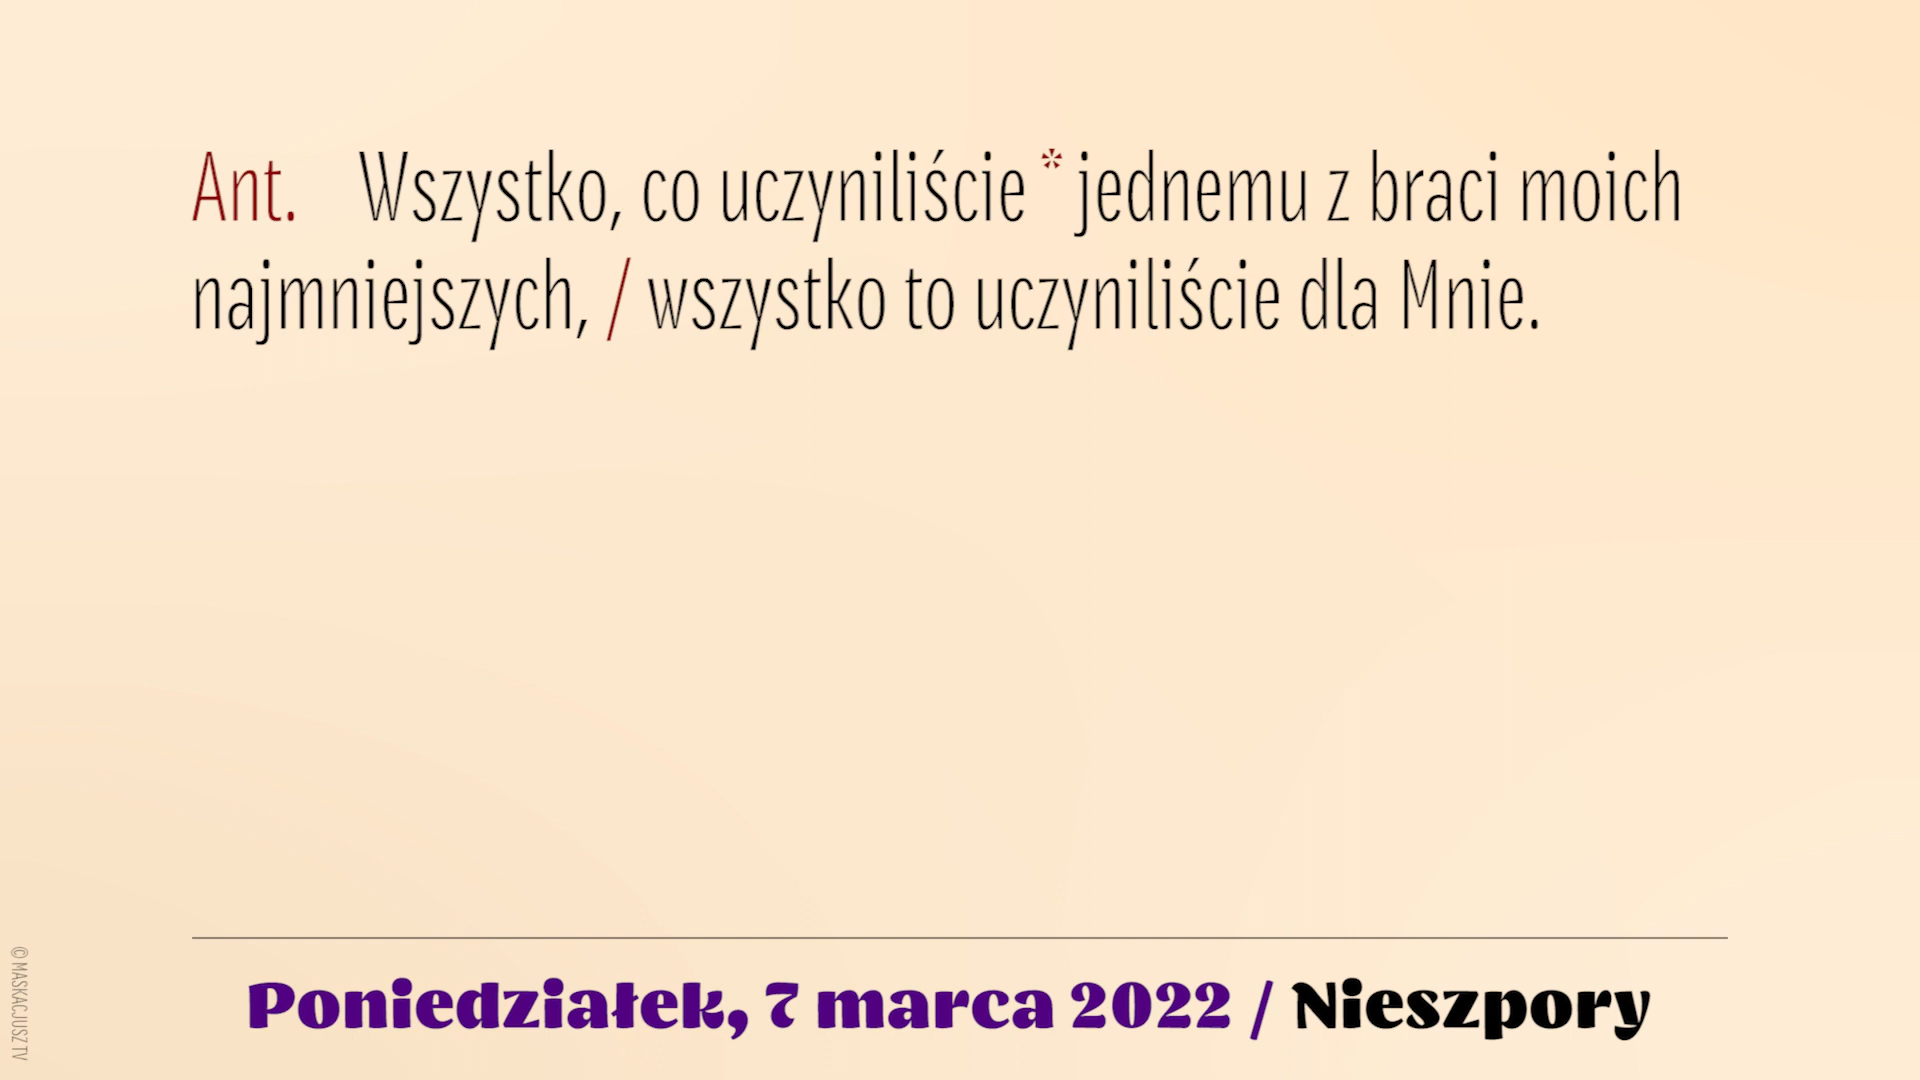 Ant. Wszystko, co uczyniliście * jednemu z braci moich
najmniejszych, / wszystko to uczyniliście dla Mnie.
Poniedziałek, 7 marca 2022 / Nieszpory
© MASKACJUSZ TV